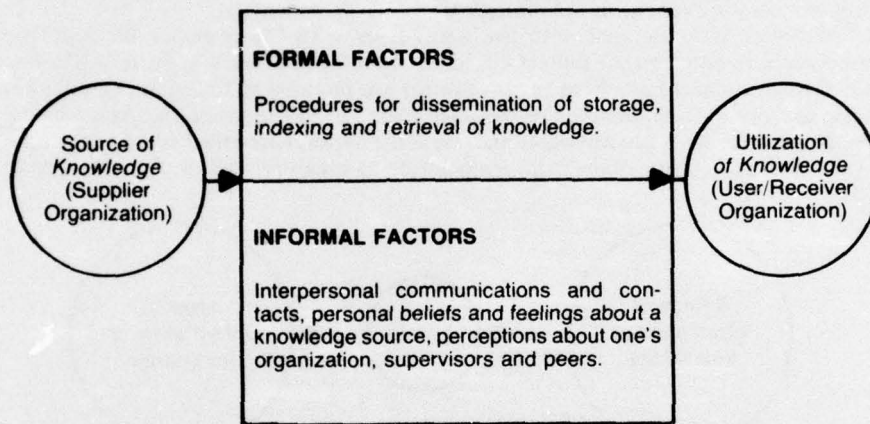 Source of
Knowledge
(Supplier
Organization)
FORMAL FACTORS
Procedures for dissemination of storage,
indexing and retrieval of knowledge.
INFORMAL FACTORS
Interpersonal communications and con-
tacts, personal beliefs and feelings about a
knowledge source, perceptions about one's
organization, supervisors and peers.
Utilization
of Knowledge
(User/Receiver
Organization)